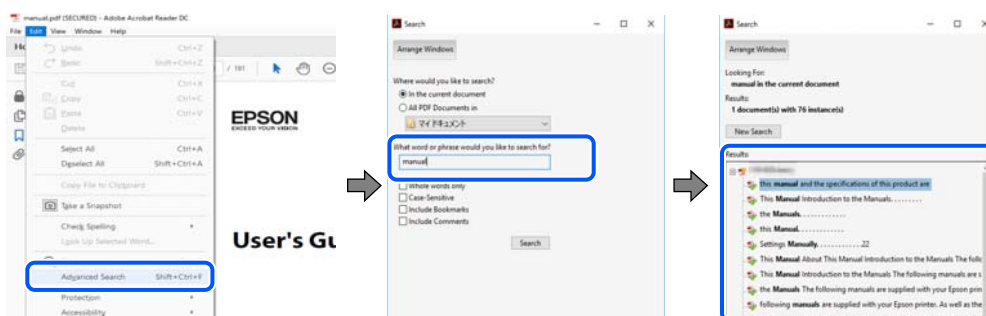 manual.pdf (SECURED) - Adobe Acrobat Reader DC
File Edit View Window Help
Undo Ctrl+Z
Redo Shift+Ctrl+Z
Cut Ctrl+X
Copy Ctrl+C
Paste Ctrl+V
Delete
Select All Ctrl+A
Deselect All Shift+Ctrl+A
Copy File to Clipboard
Take a Snapshot
Check Spelling
Look Up Selected Word...
Advanced Search Shift+Ctrl+F
Protection
Accessibility
/ 181
EPSON
EXCEED YOUR VISION
User's Gu
Search
Arrange Windows
Where would you like to search?
In the current document
All PDF Documents in
マイ ドキュメント
What word or phrase would you like to search for?
manual
Whole words only
Case-Sensitive
Include Bookmarks
Include Comments
Search
Search
Arrange Windows
Looking For:
manual in the current document
Results:
1 document(s) with 76 instance(s)
New Search
Results:
this manual and the specifications of this product are
This Manual Introduction to the Manuals. . . . . . . . .
the Manuals. . . . . . . . . . . . .
this Manual. . . . . . . . . . . . .
Settings Manually. . . . . . . . . . . . .22
This Manual About This Manual Introduction to the Manuals The follo
This Manual Introduction to the Manuals The following manuals are s
the Manuals The following manuals are supplied with your Epson prin
following manuals are supplied with your Epson printer. As well as the